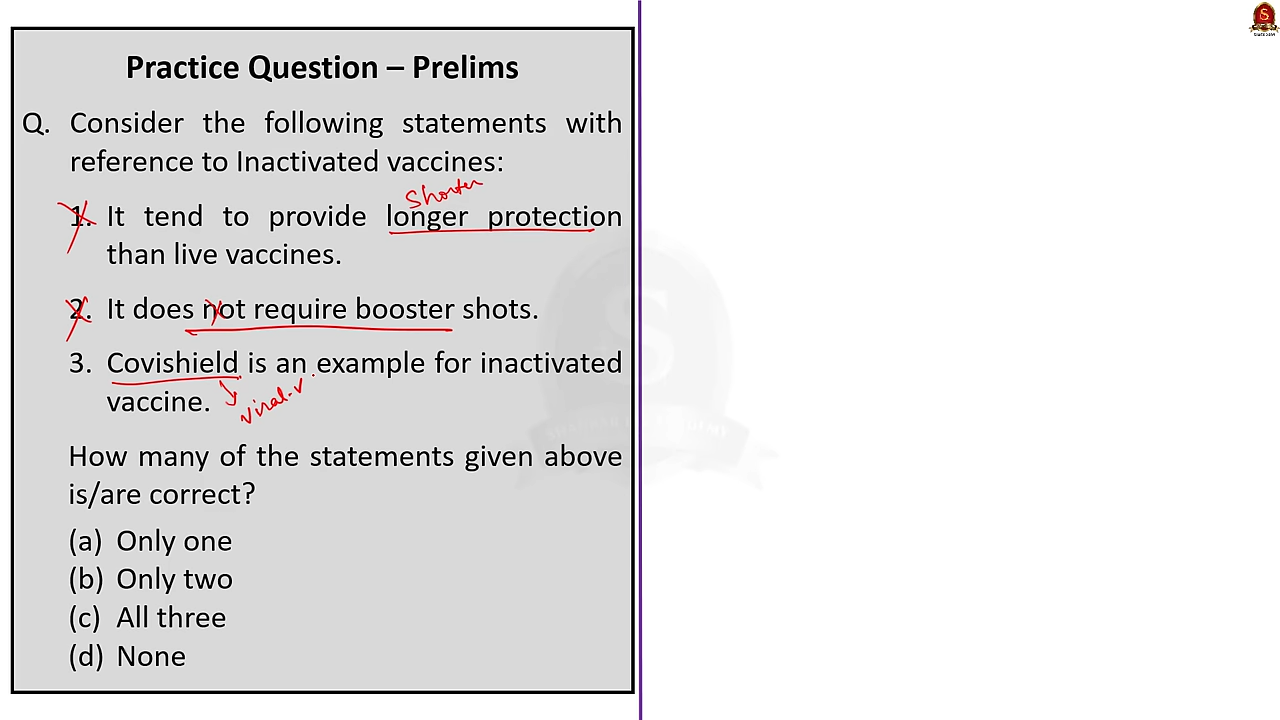 Practice Question – Prelims
Q. Consider the following statements with
reference to Inactivated vaccines:
Shorter
1. It tend to provide longer protection
than live vaccines.
2. It does not require booster shots.
3. Covishield is an example for inactivated
vaccine.
viral-v
How many of the statements given above
is/are correct?
(a) Only one
(b) Only two
(c) All three
(d) None